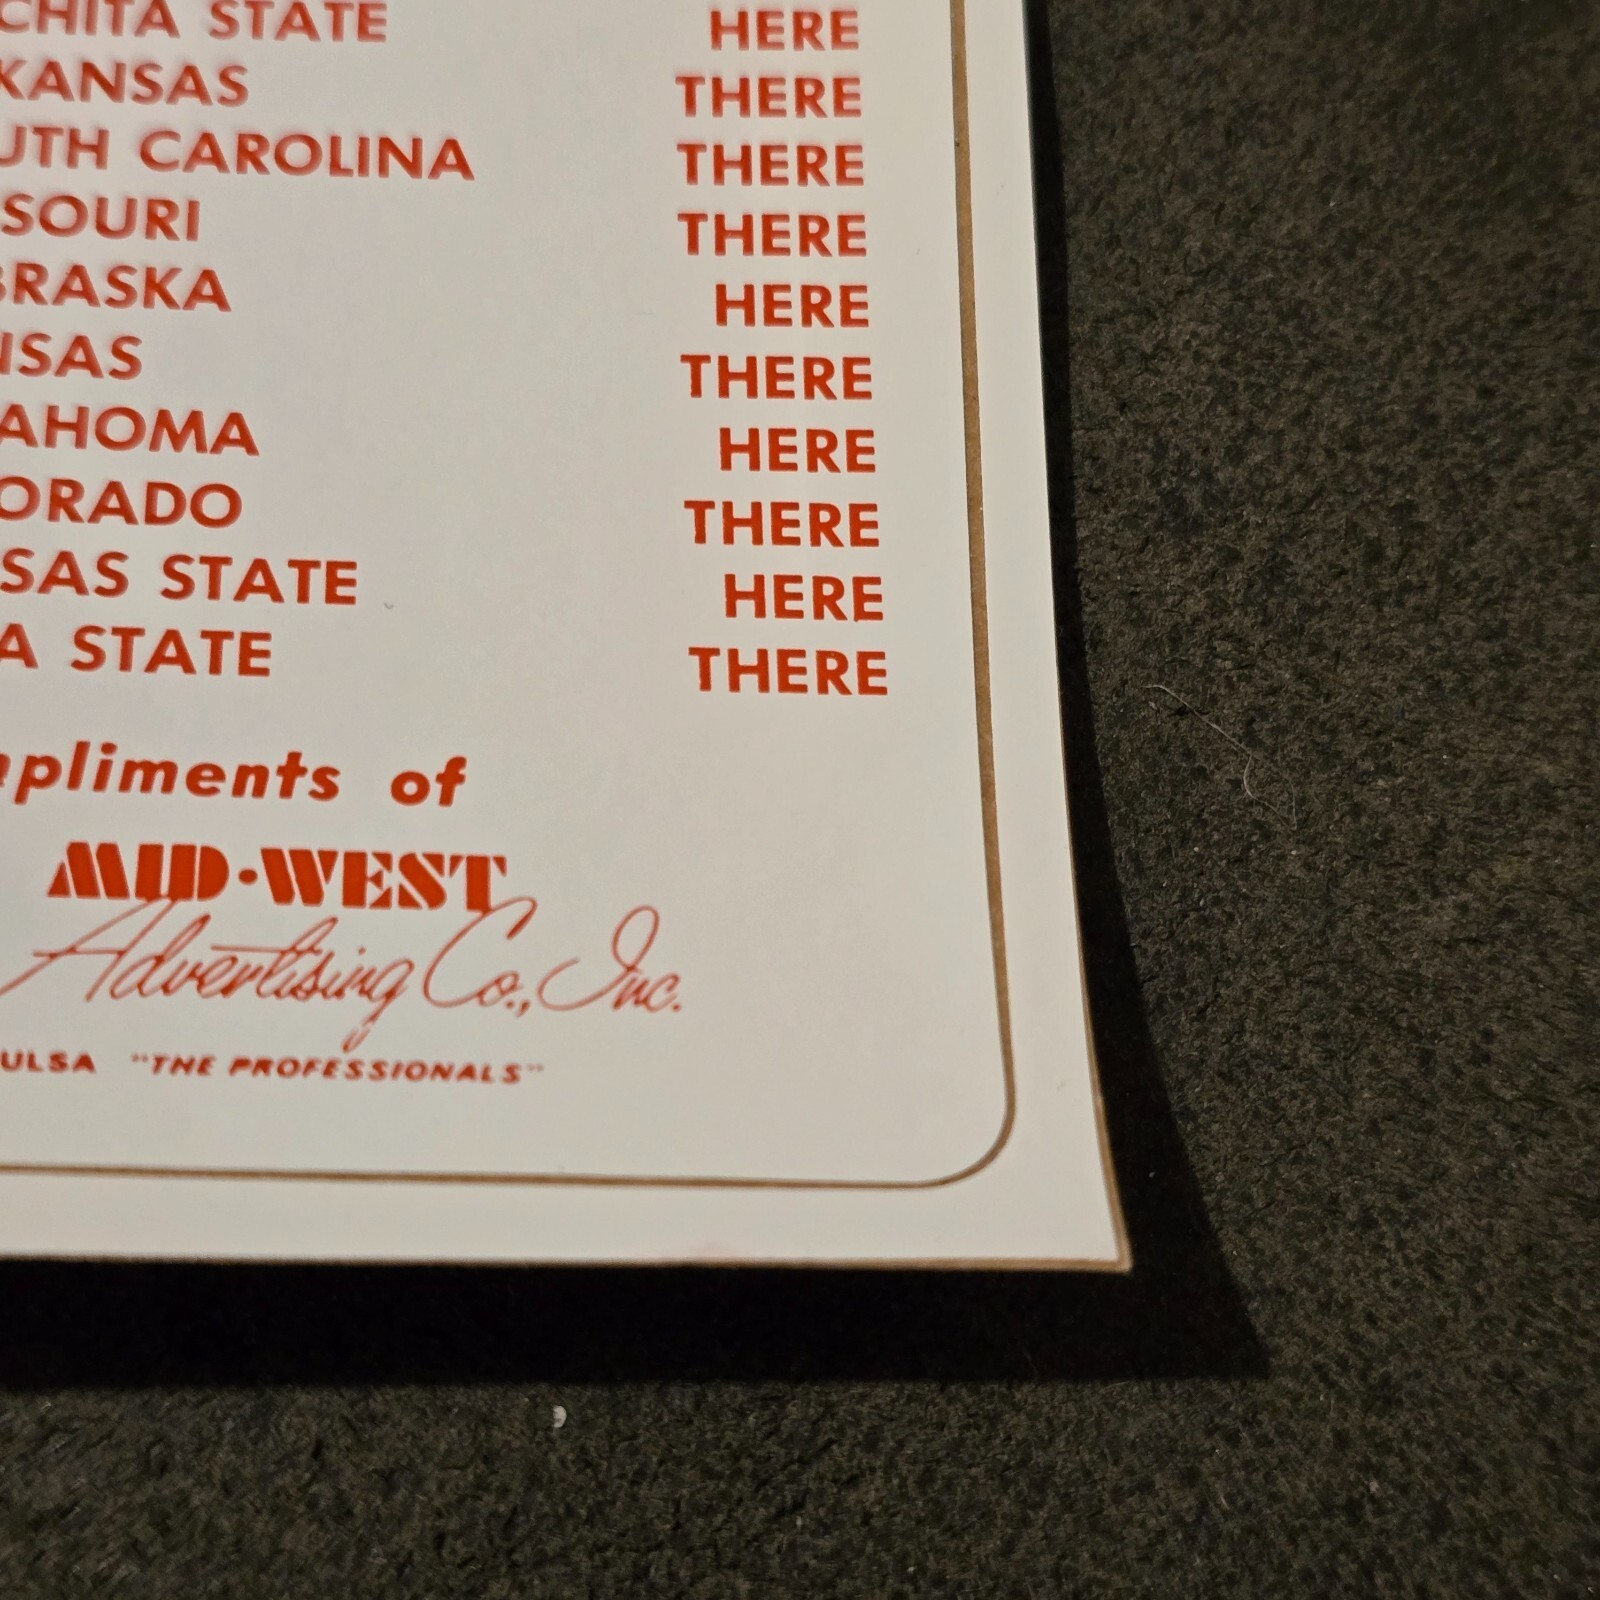 CHITA STATE HERE
KANSAS THERE
UTH CAROLINA THERE
SOURI THERE
BRASKA HERE
NSAS THERE
AHOMA HERE
ORADO THERE
SAS STATE HERE
A STATE THERE
mpliments of
MID·WEST
Advertising Co., Inc.
ULSA "THE PROFESSIONALS"